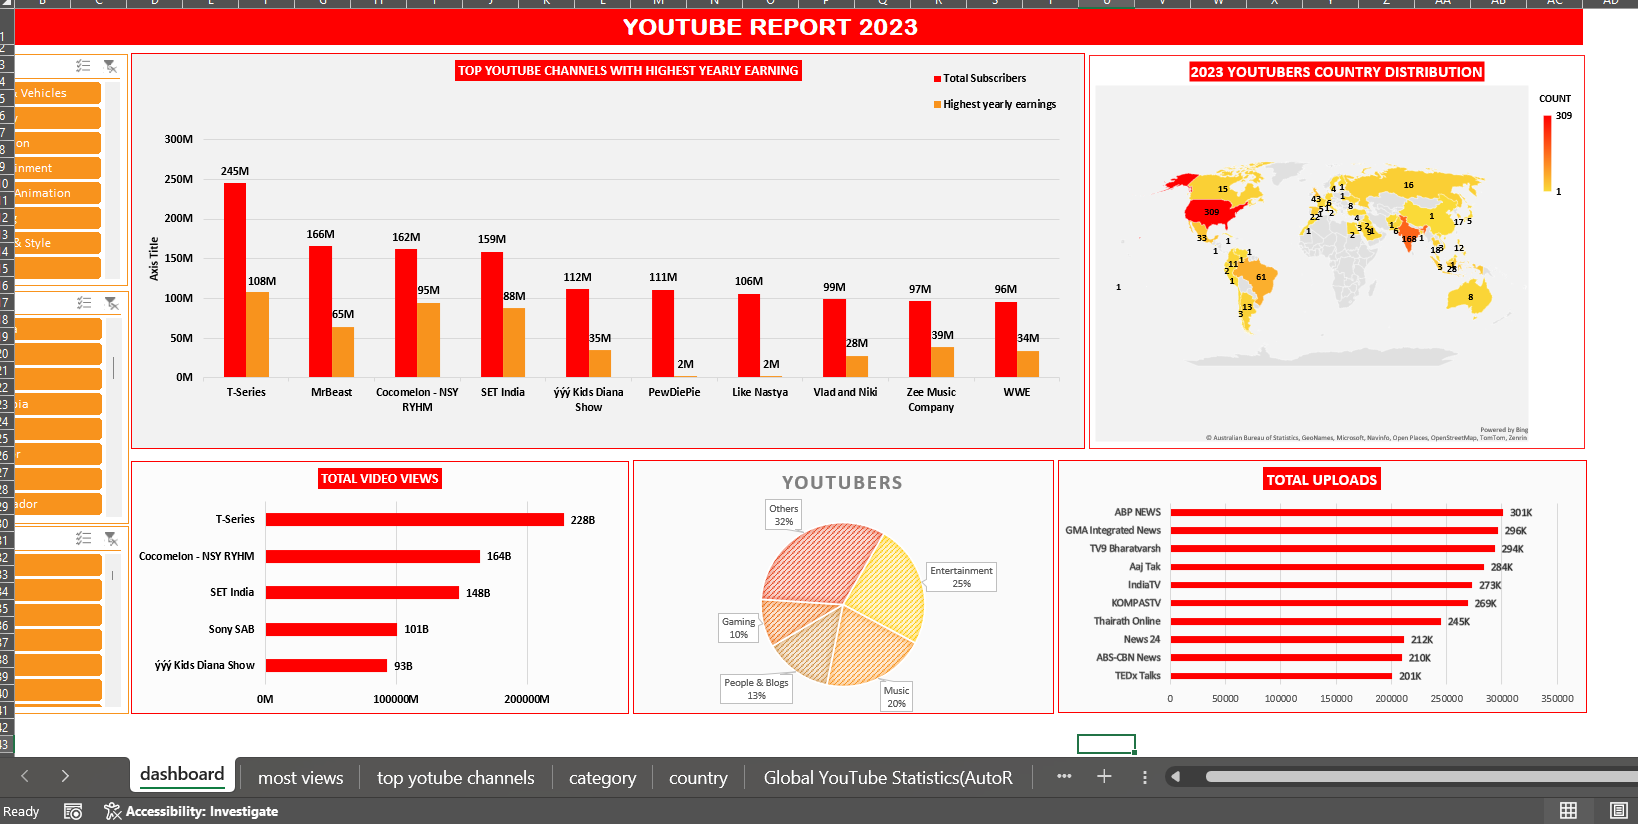 YOUTUBE REPORT 2023
& Vehicles
on
inment
Animation
& Style
ia
r
ador
TOP YOUTUBE CHANNELS WITH HIGHEST YEARLY EARNING
Total Subscribers
Highest yearly earnings
Axis Title
300M
250M
200M
150M
100M
50M
0M
245M
108M
166M
65M
162M
95M
159M
88M
112M
35M
111M
2M
106M
2M
99M
28M
97M
39M
96M
34M
T-Series
MrBeast
Cocomelon - NSY
RYHM
SET India
ýýý Kids Diana
Show
PewDiePie
Like Nastya
Vlad and Niki
Zee Music
Company
WWE
2023 YOUTUBERS COUNTRY DISTRIBUTION
COUNT
309
1
15
309
33
1
1
1
11
1
2
1
61
13
3
1
43
22
4
1
1
8
16
4
2
1
1
6
168
1
1
17
5
18
12
3
28
8
Powered by Bing
© Australian Bureau of Statistics, GeoNames, Microsoft, Navinfo, Open Places, OpenStreetMap, TomTom, Zenrin
TOTAL VIDEO VIEWS
T-Series
228B
Cocomelon - NSY RYHM
164B
SET India
148B
Sony SAB
101B
ýýý Kids Diana Show
93B
0M
100000M
200000M
YOUTUBERS
Others
32%
Entertainment
25%
Gaming
10%
People & Blogs
13%
Music
20%
TOTAL UPLOADS
ABP NEWS
301K
GMA Integrated News
296K
TV9 Bharatvarsh
294K
Aaj Tak
284K
IndiaTV
273K
KOMPASTV
269K
Thairath Online
245K
News 24
212K
ABS-CBN News
210K
TEDx Talks
201K
0
50000
100000
150000
200000
250000
300000
350000
dashboard
most views
top yotube channels
category
country
Global YouTube Statistics(AutoR
Ready
Accessibility: Investigate